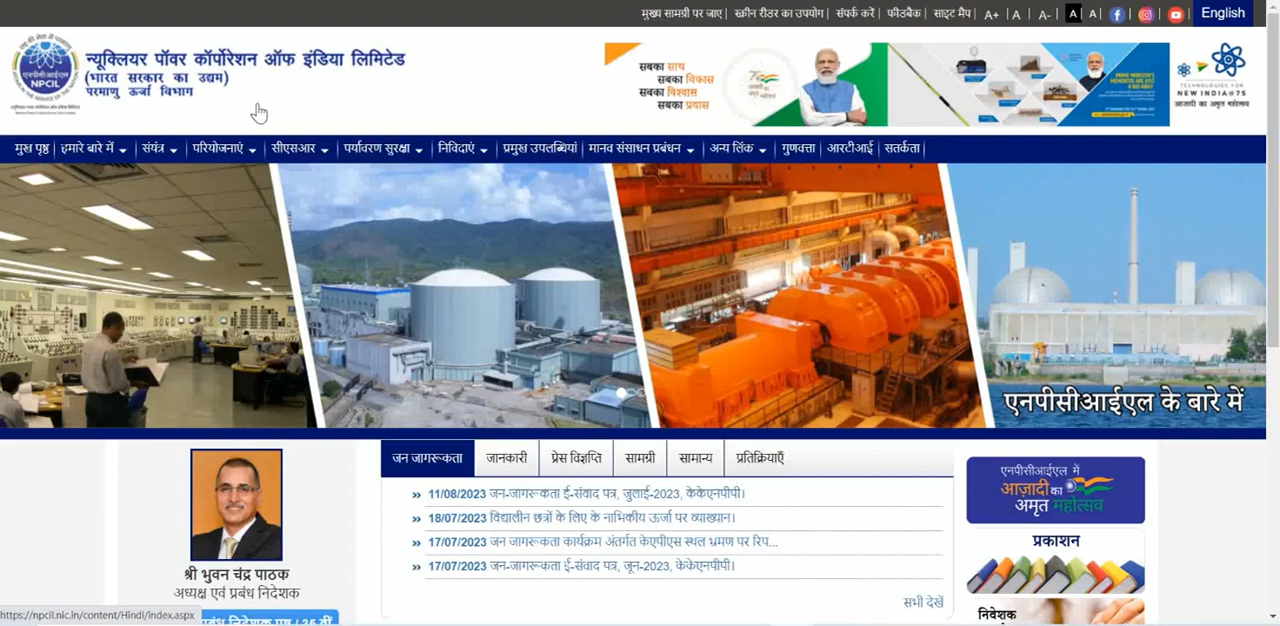 मुख्य सामग्री पर जाए | स्क्रीन रीडर का उपयोग | संपर्क करें | फीडबैक | साइट मैप | A+ | A | A- | A A English
न्यूक्लियर पॉवर कॉर्पोरेशन ऑफ इंडिया लिमिटेड
(भारत सरकार का उद्यम)
परमाणु ऊर्जा विभाग
एनपीसीआईएल
NPCIL
सबका साथ
सबका विकास
सबका विश्वास
सबका प्रयास
TECHNOLOGIES FOR
NEW INDIA@75
आज़ादी का अमृत महोत्सव
मुख पृष्ठ | हमारे बारे में | संयंत्र | परियोजनाएं | सीएसआर | पर्यावरण सुरक्षा | निविदाएं | प्रमुख उपलब्धियां | मानव संसाधन प्रबंधन | अन्य लिंक | गुणवत्ता | आरटीआई | सतर्कता |
एनपीसीआईएल के बारे में
जन जागरूकता जानकारी प्रेस विज्ञप्ति सामग्री सामान्य प्रतिक्रियाएँ
11/08/2023 जन-जागरूकता ई-संवाद पत्र, जुलाई-2023, केकेएनपीपी।
18/07/2023 विद्यालीन छत्रों के लिए के नाभिकीय ऊर्जा पर व्याख्यान।
17/07/2023 जन जागरूकता कार्यक्रम अंतर्गत केएपीएस स्थल भ्रमण पर रिप...
17/07/2023 जन-जागरूकता ई-संवाद पत्र, जून-2023, केकेएनपीपी।
सभी देखें
श्री भुवन चंद्र पाठक
अध्यक्ष एवं प्रबंध निदेशक
एनपीसीआईएल में
आज़ादी का
अमृत महोत्सव
प्रकाशन
निवेशक
https://npcil.nic.in/content/Hindi/index.aspx